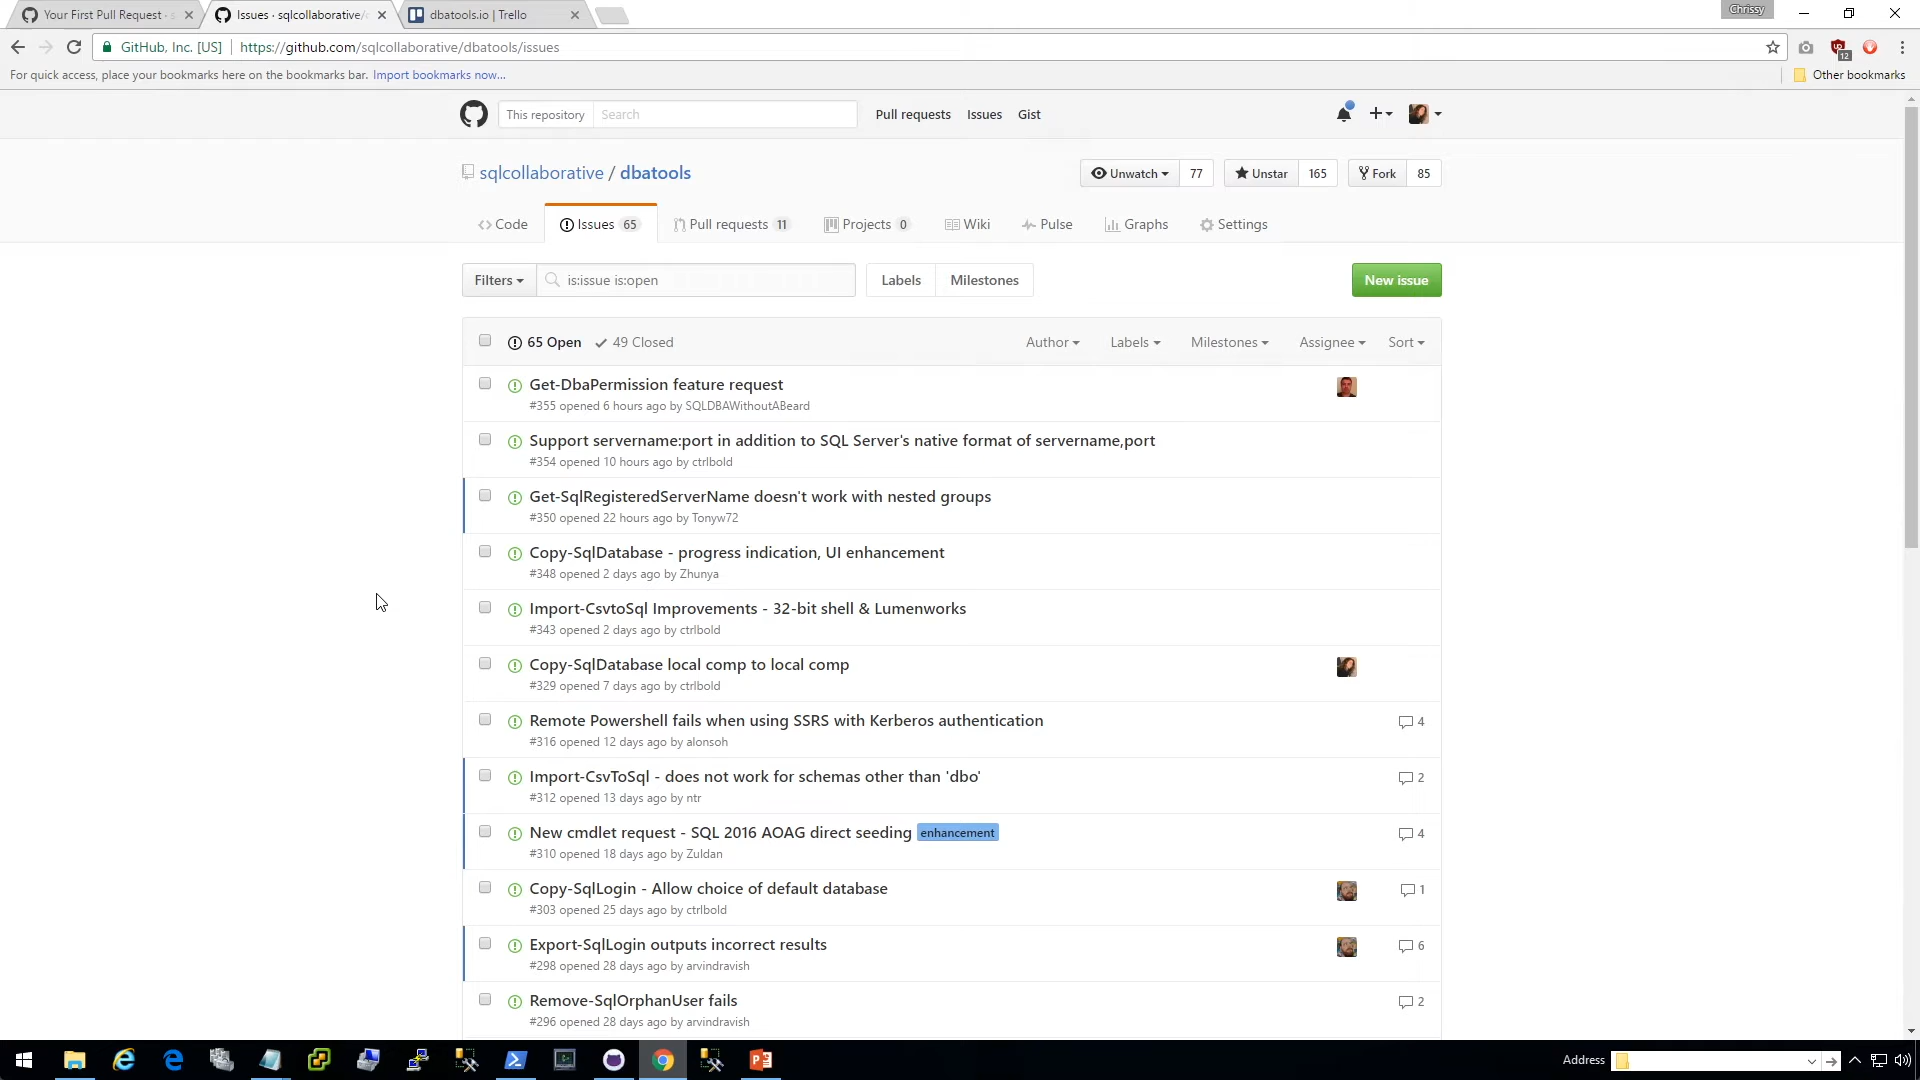 Your First Pull Request · s
Issues · sqlcollaborative/
dbatools.io | Trello
Chrissy
GitHub, Inc. [US]
https://github.com/sqlcollaborative/dbatools/issues
12
For quick access, place your bookmarks here on the bookmarks bar. Import bookmarks now...
Other bookmarks
This repository
Search
Pull requests
Issues
Gist
sqlcollaborative / dbatools
Unwatch 77
Unstar 165
Fork 85
Code
Issues 65
Pull requests 11
Projects 0
Wiki
Pulse
Graphs
Settings
Filters
is:issue is:open
Labels
Milestones
New issue
65 Open
49 Closed
Author
Labels
Milestones
Assignee
Sort
Get-DbaPermission feature request
#355 opened 6 hours ago by SQLDBAWithoutABeard
Support servername:port in addition to SQL Server's native format of servername,port
#354 opened 10 hours ago by ctrlbold
Get-SqlRegisteredServerName doesn't work with nested groups
#350 opened 22 hours ago by Tonyw72
Copy-SqlDatabase - progress indication, UI enhancement
#348 opened 2 days ago by Zhunya
Import-CsvtoSql Improvements - 32-bit shell & Lumenworks
#343 opened 2 days ago by ctrlbold
Copy-SqlDatabase local comp to local comp
#329 opened 7 days ago by ctrlbold
Remote Powershell fails when using SSRS with Kerberos authentication
4
#316 opened 12 days ago by alonsoh
Import-CsvToSql - does not work for schemas other than 'dbo'
2
#312 opened 13 days ago by ntr
New cmdlet request - SQL 2016 AOAG direct seeding enhancement
4
#310 opened 18 days ago by Zuldan
Copy-SqlLogin - Allow choice of default database
1
#303 opened 25 days ago by ctrlbold
Export-SqlLogin outputs incorrect results
6
#298 opened 28 days ago by arvindravish
Remove-SqlOrphanUser fails
2
#296 opened 28 days ago by arvindravish
Address